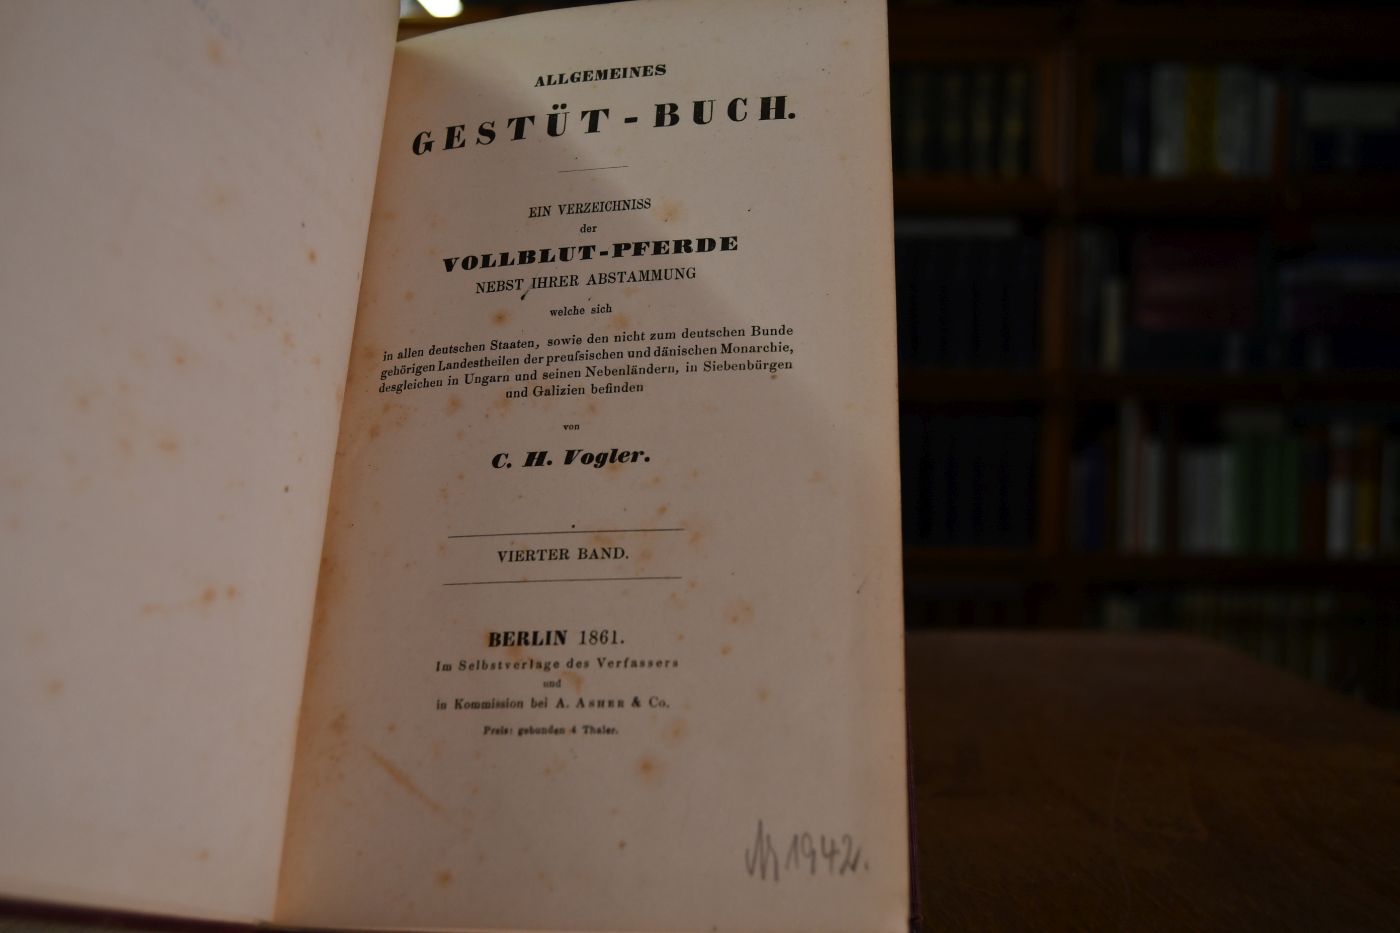 ALLGEMEINES
GESTÜT-BUCH.
EIN VERZEICHNISS
der
VOLLBLUT-PFERDE
NEBST IHRER ABSTAMMUNG
welche sich
in allen deutschen Staaten, sowie den nicht zum deutschen Bunde
gehörigen Landestheilen der preuſsischen und dänischen Monarchie,
desgleichen in Ungarn und seinen Nebenländern, in Siebenbürgen
und Galizien befinden
von
C. H. Vogler.
VIERTER BAND.
BERLIN 1861.
Im Selbstverlage des Verfassers
und
in Kommission bei A. ASHER & Co.
Preis: gebunden 4 Thaler.
1942.